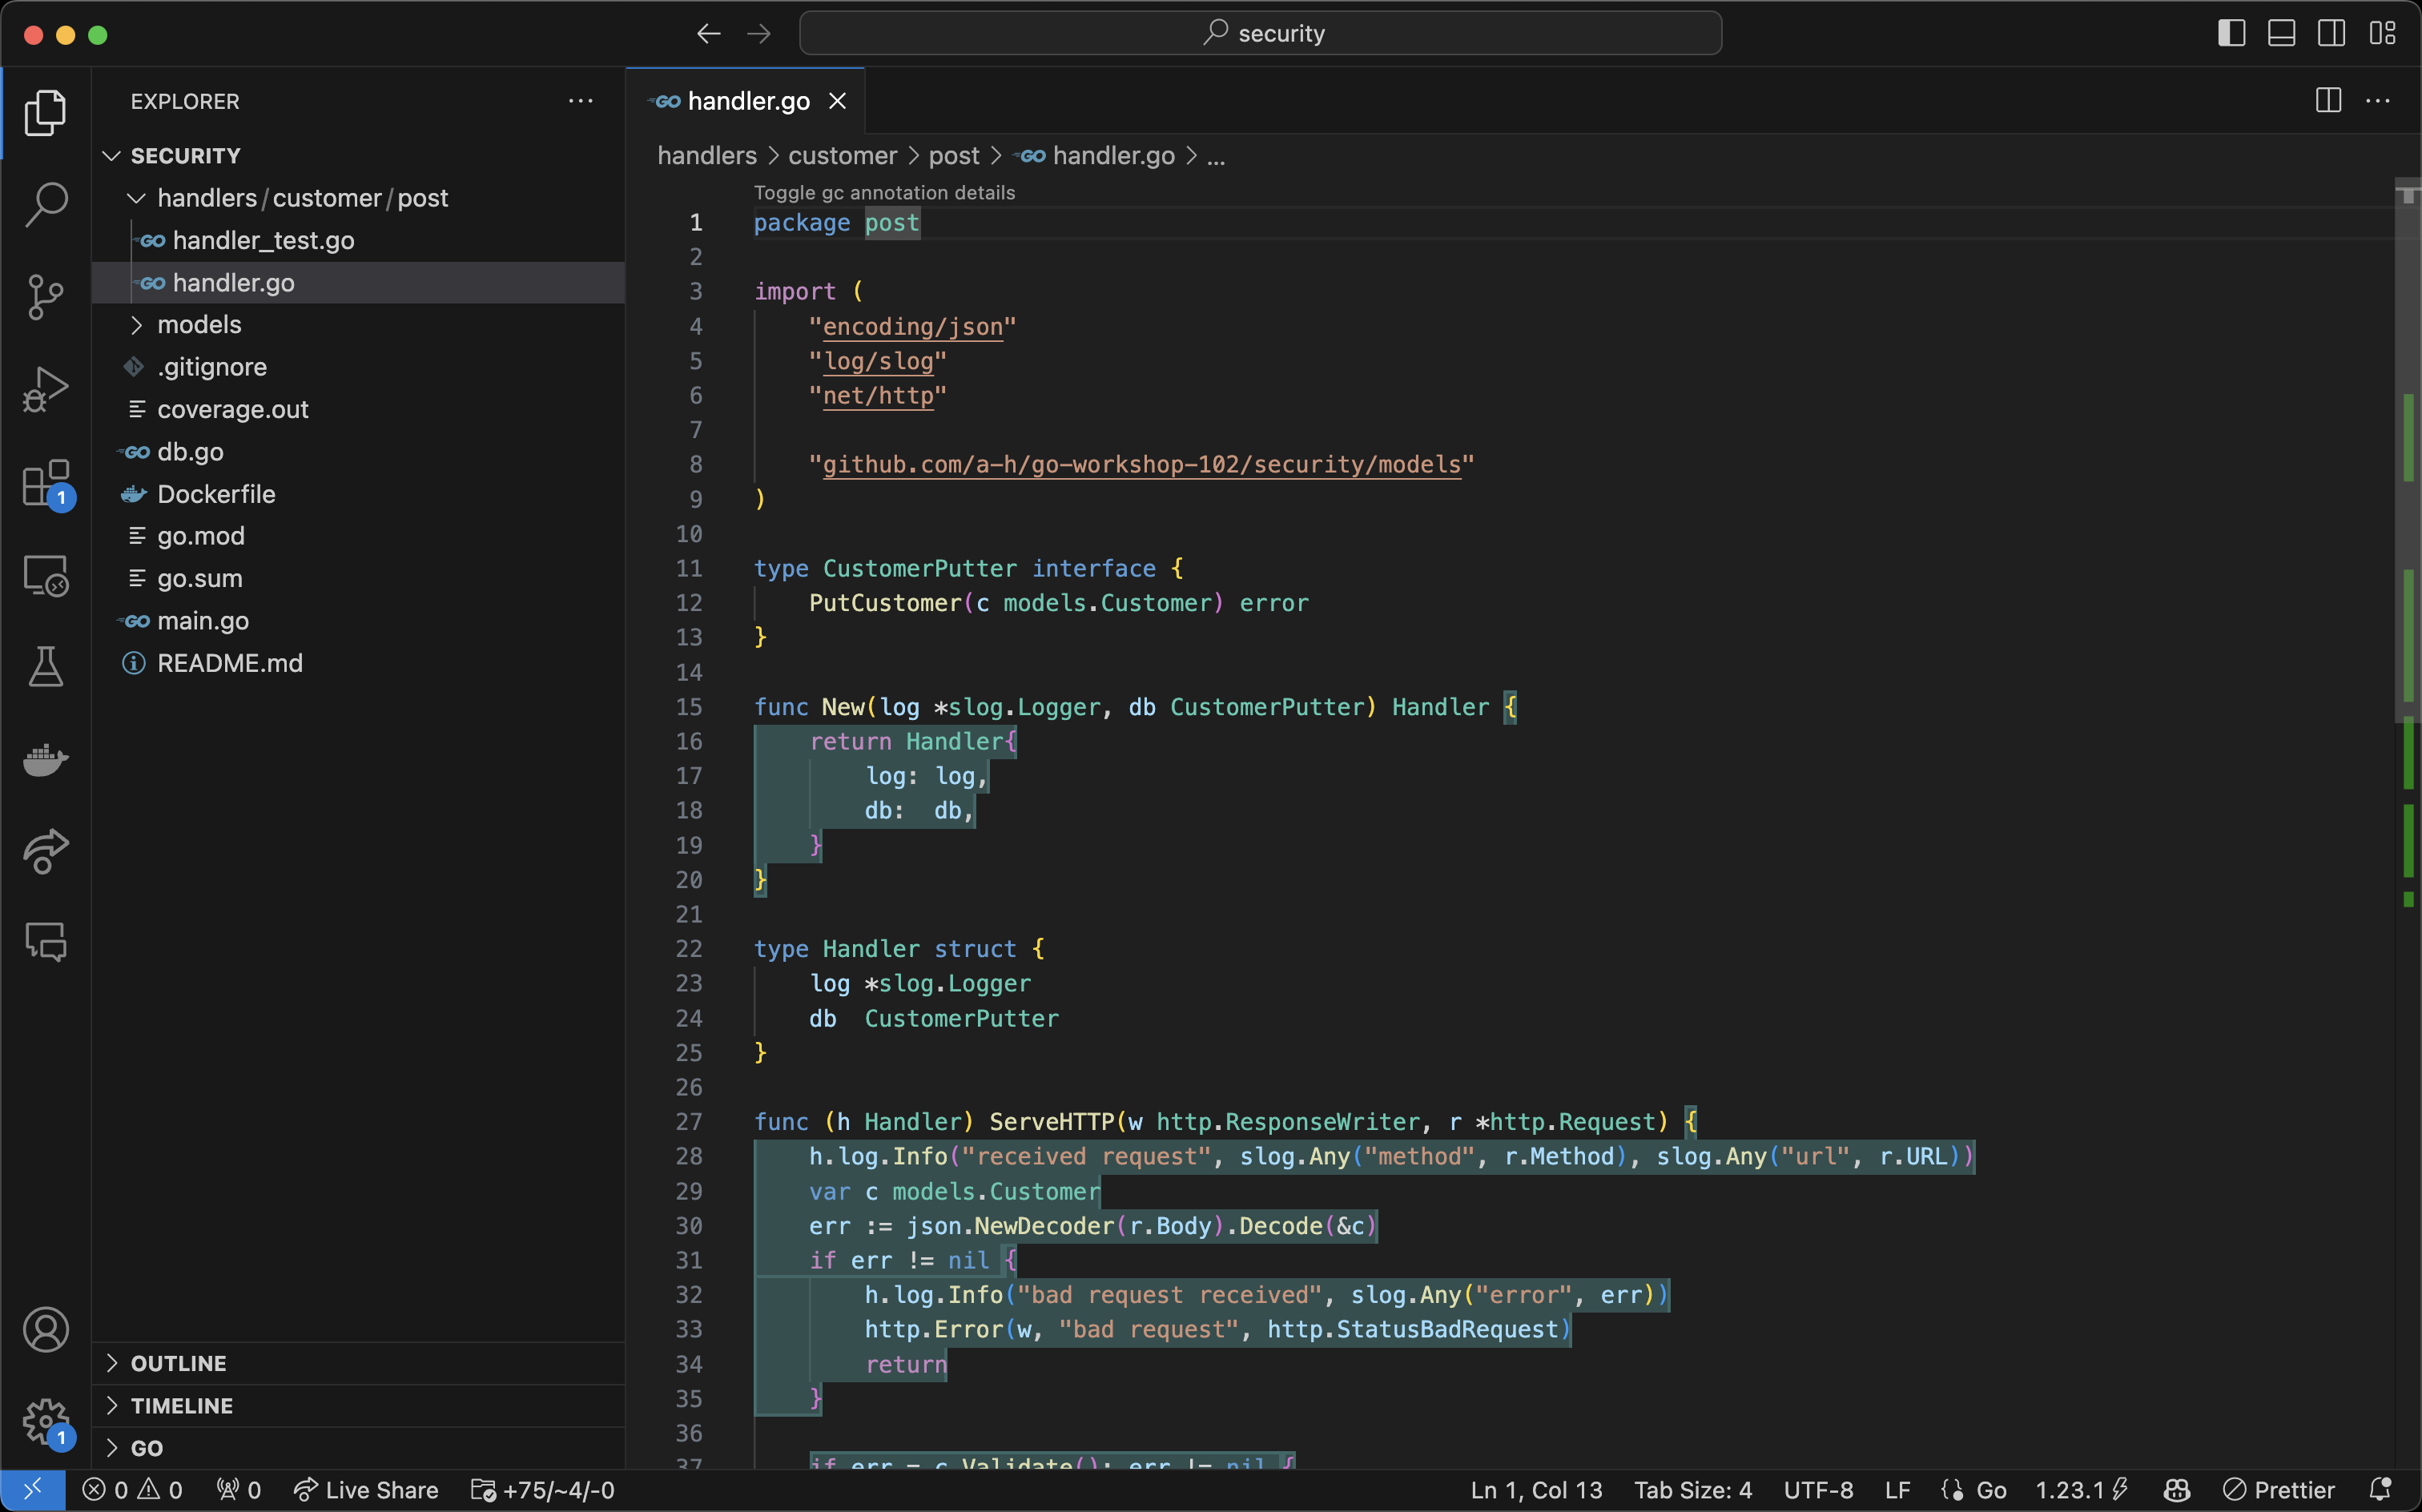 security
EXPLORER
SECURITY
handlers/customer/post
handler_test.go
handler.go
models
.gitignore
coverage.out
db.go
Dockerfile
go.mod
go.sum
main.go
README.md
OUTLINE
TIMELINE
GO
1
1
handler.go
handlers > customer > post > handler.go > ...
Toggle gc annotation details
1 package post
2
3 import (
4     "encoding/json"
5     "log/slog"
6     "net/http"
7
8     "github.com/a-h/go-workshop-102/security/models"
9 )
10
11 type CustomerPutter interface {
12     PutCustomer(c models.Customer) error
13 }
14
15 func New(log *slog.Logger, db CustomerPutter) Handler {
16     return Handler{
17         log: log,
18         db:  db,
19     }
20 }
21
22 type Handler struct {
23     log *slog.Logger
24     db  CustomerPutter
25 }
26
27 func (h Handler) ServeHTTP(w http.ResponseWriter, r *http.Request) {
28     h.log.Info("received request", slog.Any("method", r.Method), slog.Any("url", r.URL))
29     var c models.Customer
30     err := json.NewDecoder(r.Body).Decode(&c)
31     if err != nil {
32         h.log.Info("bad request received", slog.Any("error", err))
33         http.Error(w, "bad request", http.StatusBadRequest)
34         return
35     }
36
37     if err = c.Validate(); err != nil {
0 0 0 Live Share +75/~4/-0 Ln 1, Col 13 Tab Size: 4 UTF-8 LF Go 1.23.1 Prettier